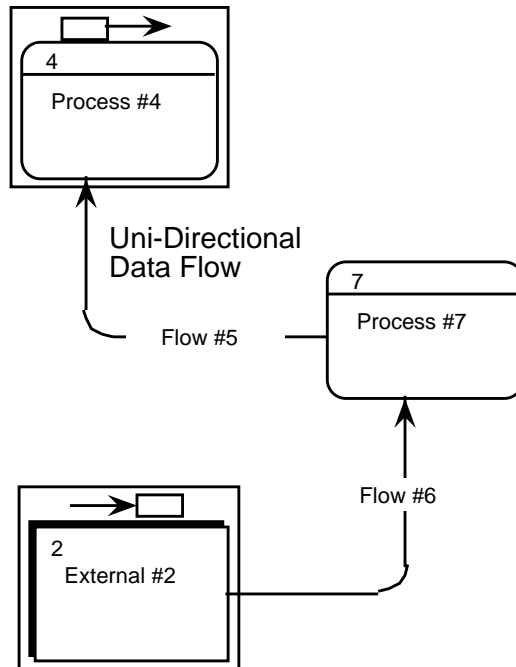 4
Process #4
Uni-Directional
Data Flow
7
Process #7
Flow #5
Flow #6
2
External #2